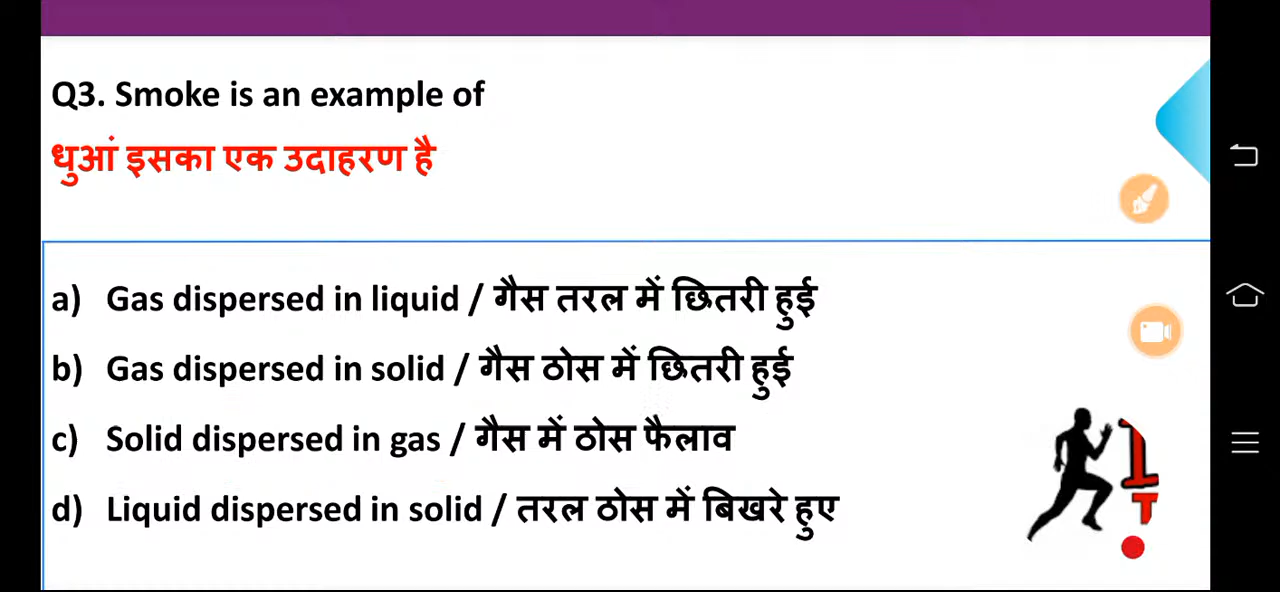 Q3. Smoke is an example of
धुआं इसका एक उदाहरण है
a) Gas dispersed in liquid / गैस तरल में छितरी हुई
b) Gas dispersed in solid / गैस ठोस में छितरी हुई
c) Solid dispersed in gas / गैस में ठोस फैलाव
d) Liquid dispersed in solid / तरल ठोस में बिखरे हुए